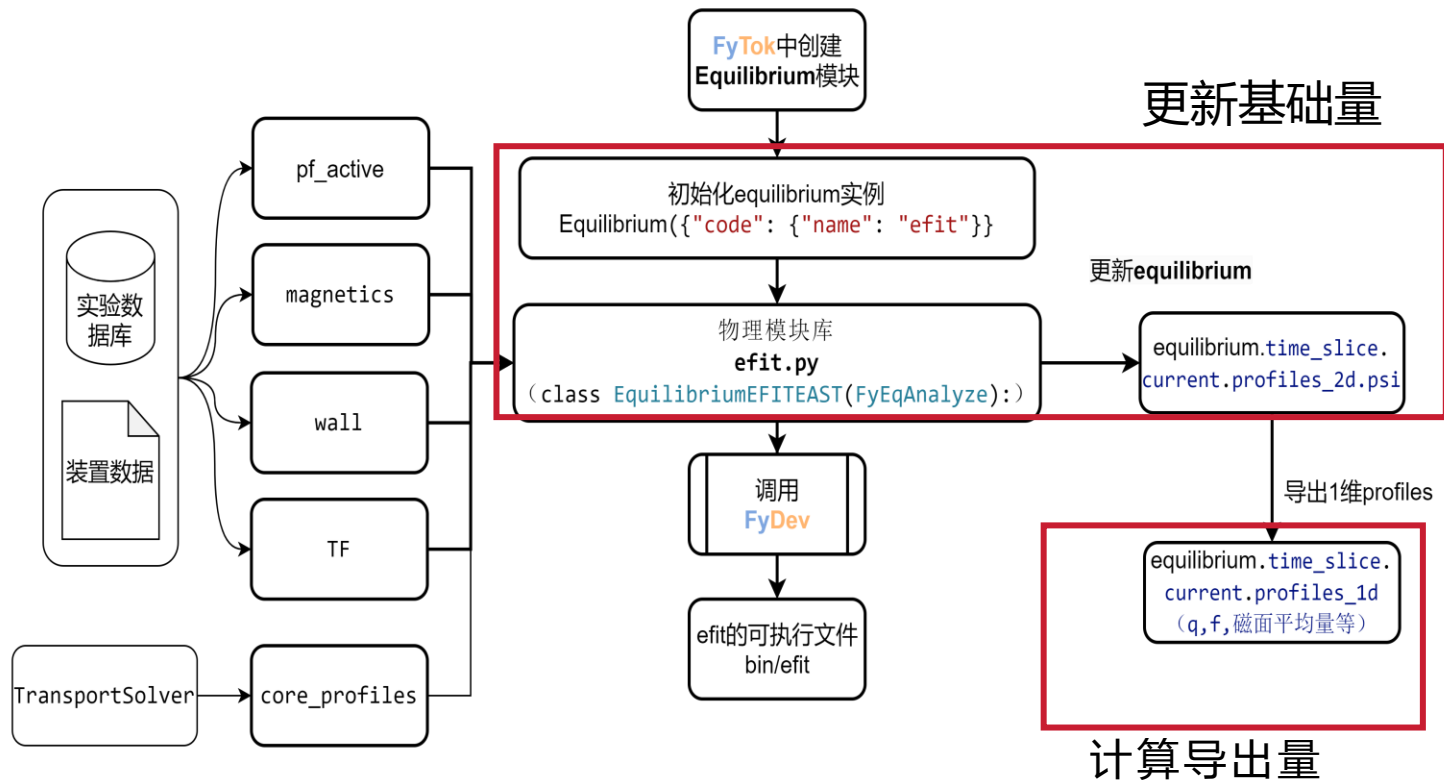 FyTok中创建
Equilibrium模块
更新基础量
pf_active
初始化equilibrium实例
Equilibrium({"code": {"name": "efit"}}
magnetics
实验数
据库
更新equilibrium
物理模块库
efit.py
（class EquilibriumEFITEAST(FyEqAnalyze):）
equilibrium.time_slice.
current.profiles_2d.psi
wall
装置数据
调用
FyDev
导出1维profiles
TF
equilibrium.time_slice.
current.profiles_1d
（q,f,磁面平均量等）
efit的可执行文件
bin/efit
TransportSolver
core_profiles
计算导出量